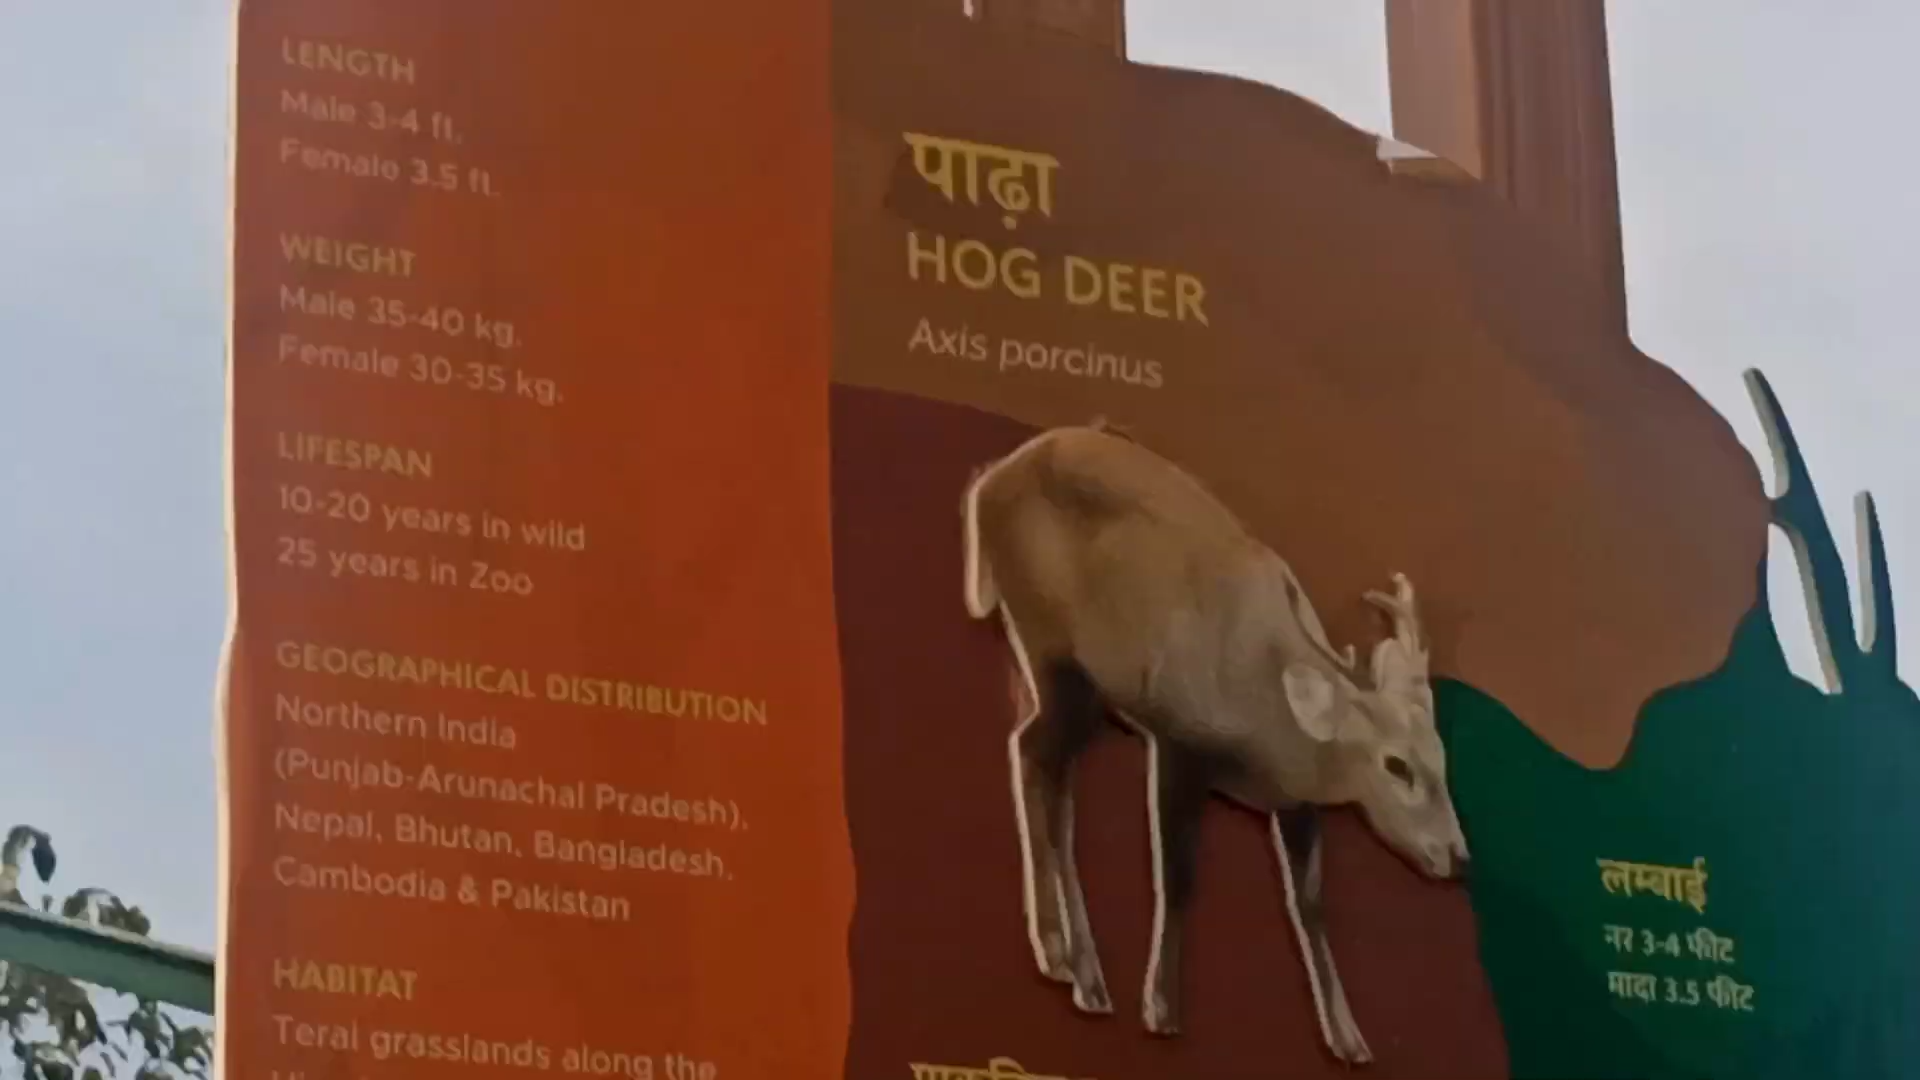 LENGTH
Male 3-4 ft.
Female 3.5 ft.
WEIGHT
Male 35-40 kg.
Female 30-35 kg.
LIFESPAN
10-20 years in wild
25 years in Zoo
GEOGRAPHICAL DISTRIBUTION
Northern India
(Punjab-Arunachal Pradesh),
Nepal, Bhutan, Bangladesh,
Cambodia & Pakistan
HABITAT
Terai grasslands along the
पाढ़ा
HOG DEER
Axis porcinus
लम्बाई
नर 3-4 फीट
मादा 3.5 फीट